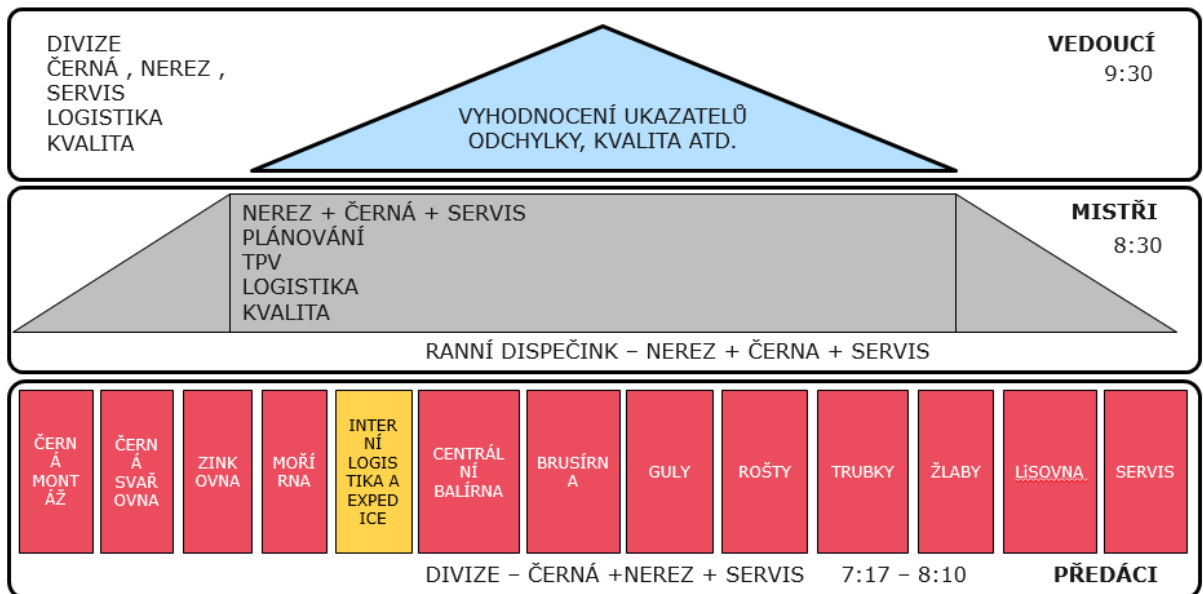 DIVIZE
ČERNÁ , NEREZ ,
SERVIS
LOGISTIKA
KVALITA
VYHODNOCENÍ UKAZATELŮ
ODCHYLKY, KVALITA ATD.
VEDOUCÍ
9:30
NEREZ + ČERNÁ + SERVIS
PLÁNOVÁNÍ
TPV
LOGISTIKA
KVALITA
MISTŘI
8:30
RANNÍ DISPEČINK – NEREZ + ČERNA + SERVIS
ČERN
Á
MONT
ÁŽ
ČERN
Á
SVAŘ
OVNA
ZINK
OVNA
MOŘÍ
RNA
INTER
NÍ
LOGIS
TIKA A
EXPED
ICE
CENTRÁL
NÍ
BALÍRNA
BRUSÍRN
A
GULY
ROŠTY
TRUBKY
ŽLABY
LiSOVNA
SERVIS
DIVIZE – ČERNÁ +NEREZ + SERVIS 7:17 – 8:10 PŘEDÁCI